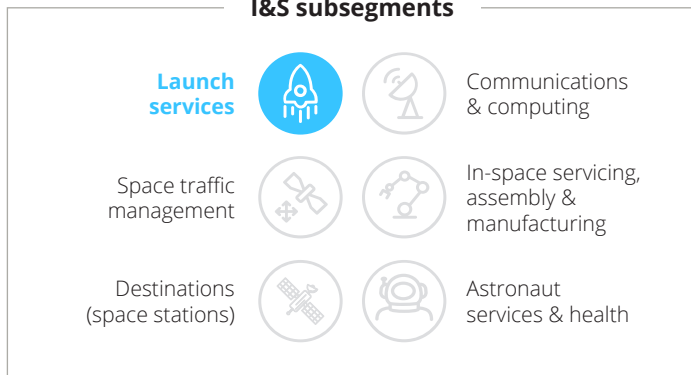 I&S subsegments
Launch
services
Communications
& computing
Space traffic
management
In-space servicing,
assembly &
manufacturing
Destinations
(space stations)
Astronaut
services & health